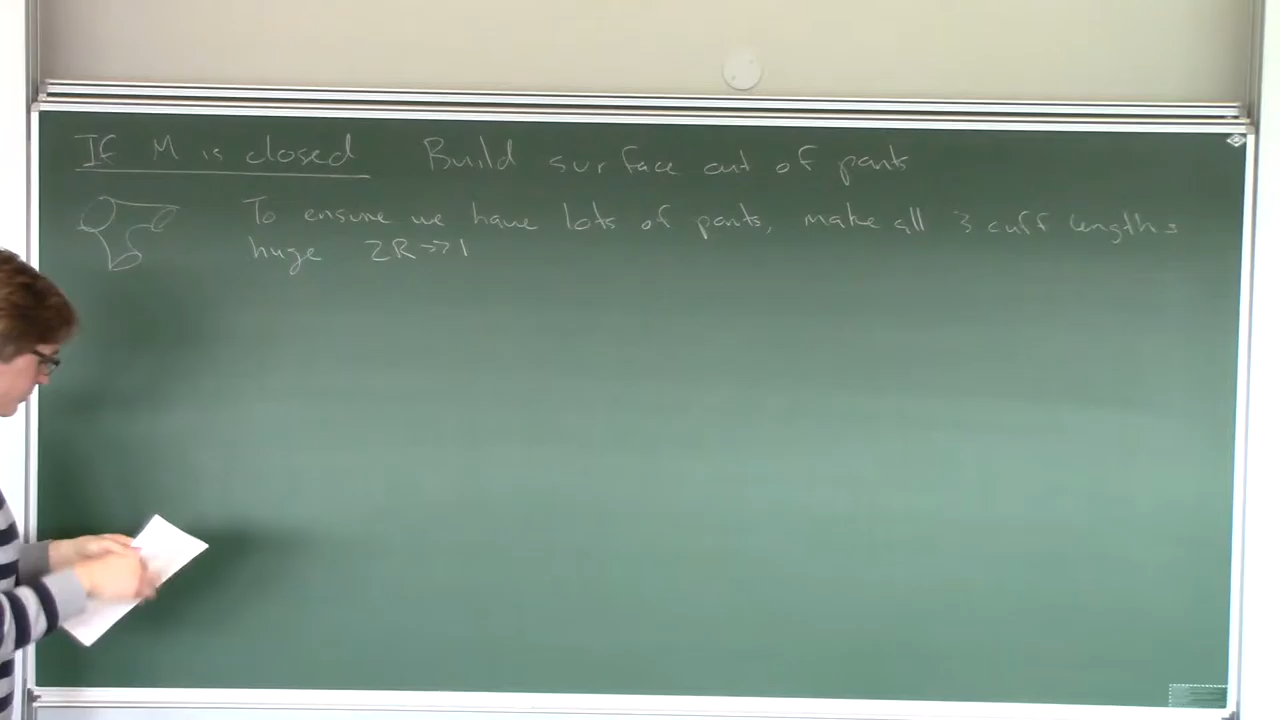 If M is closed Build surface out of pants
To ensure we have lots of pants, make all 3 cuff lengths
huge 2R >> 1